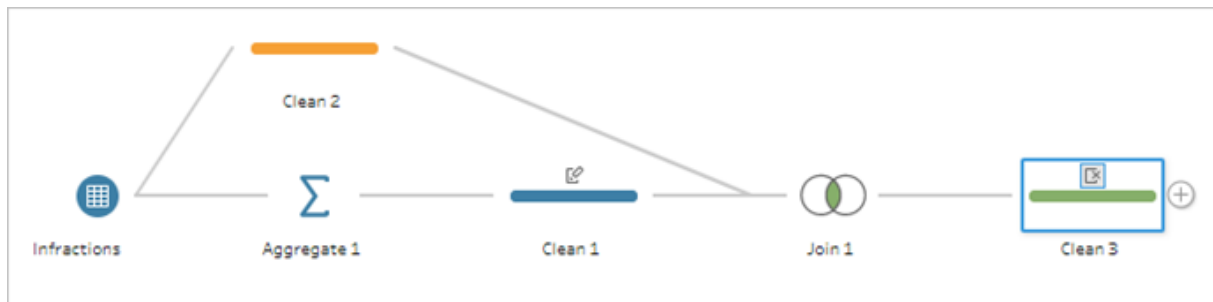 Clean 2
Infractions
Aggregate 1
Clean 1
Join 1
Clean 3